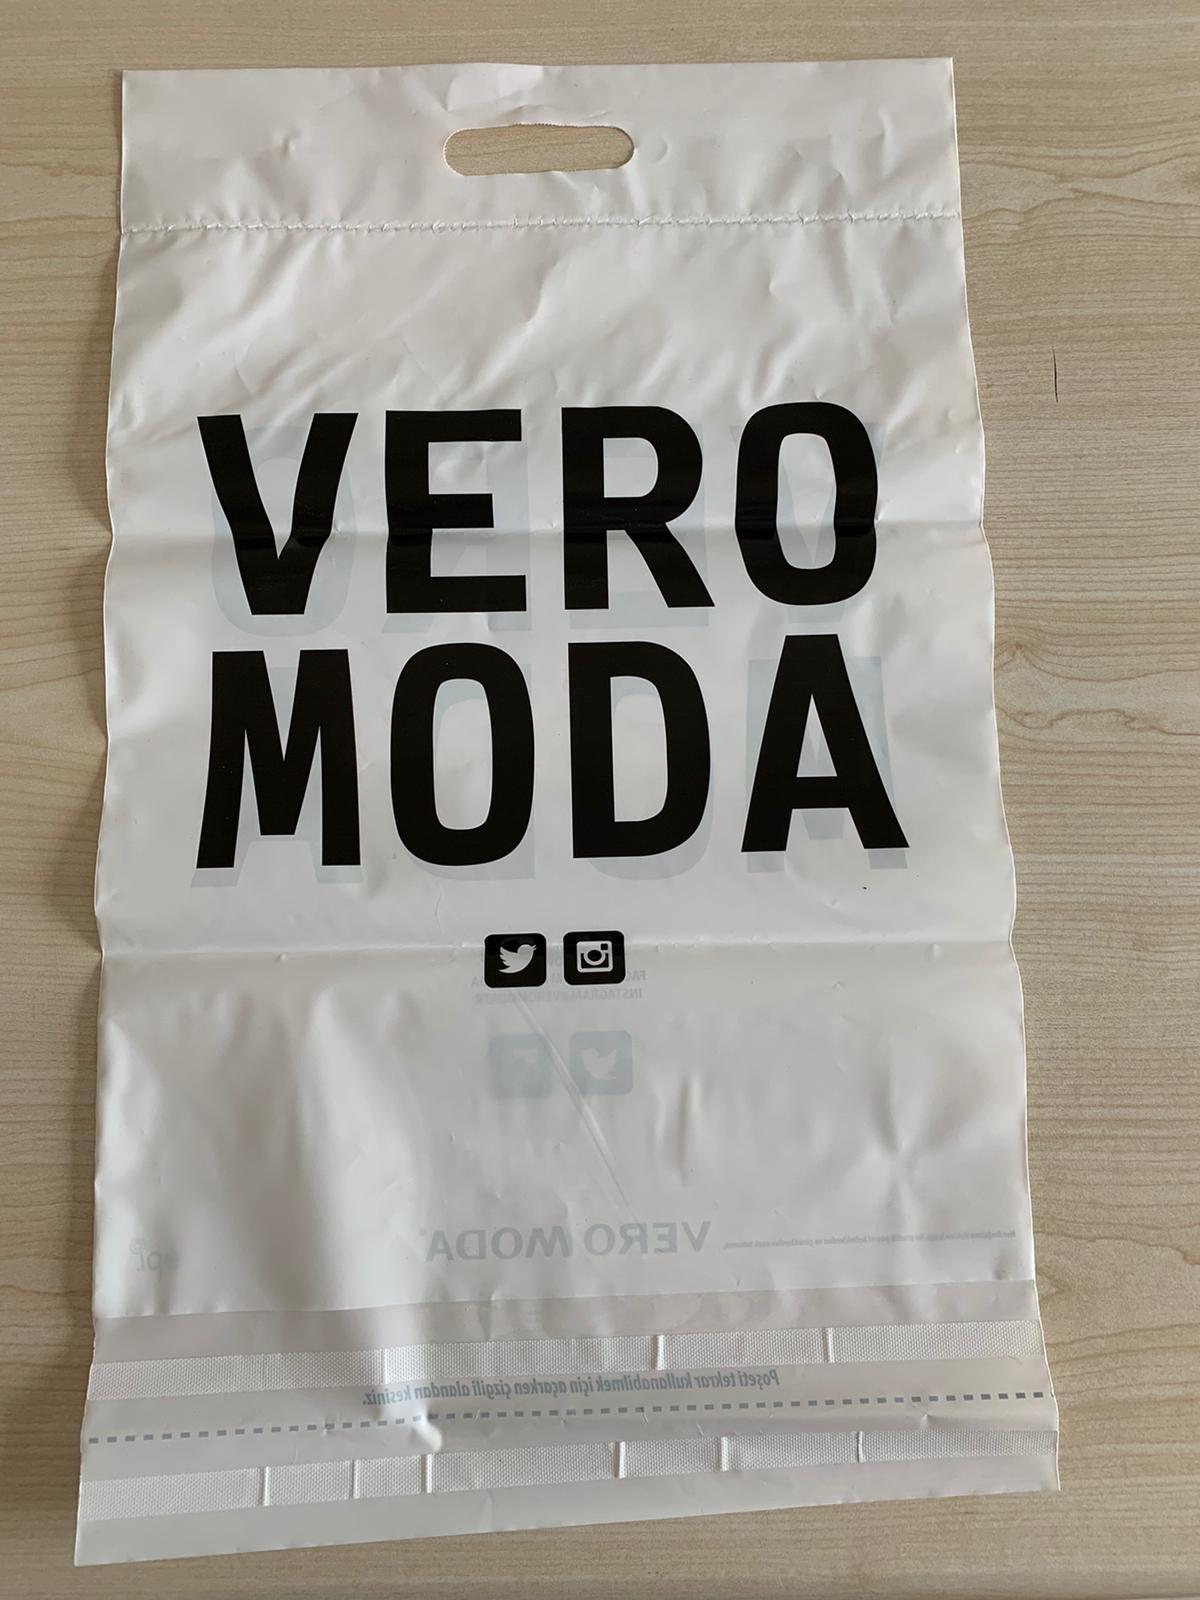 VERO
MODA
VERO MODA
Poşeti tekrar kullanabilmek için açarken çizgili alandan kesiniz.